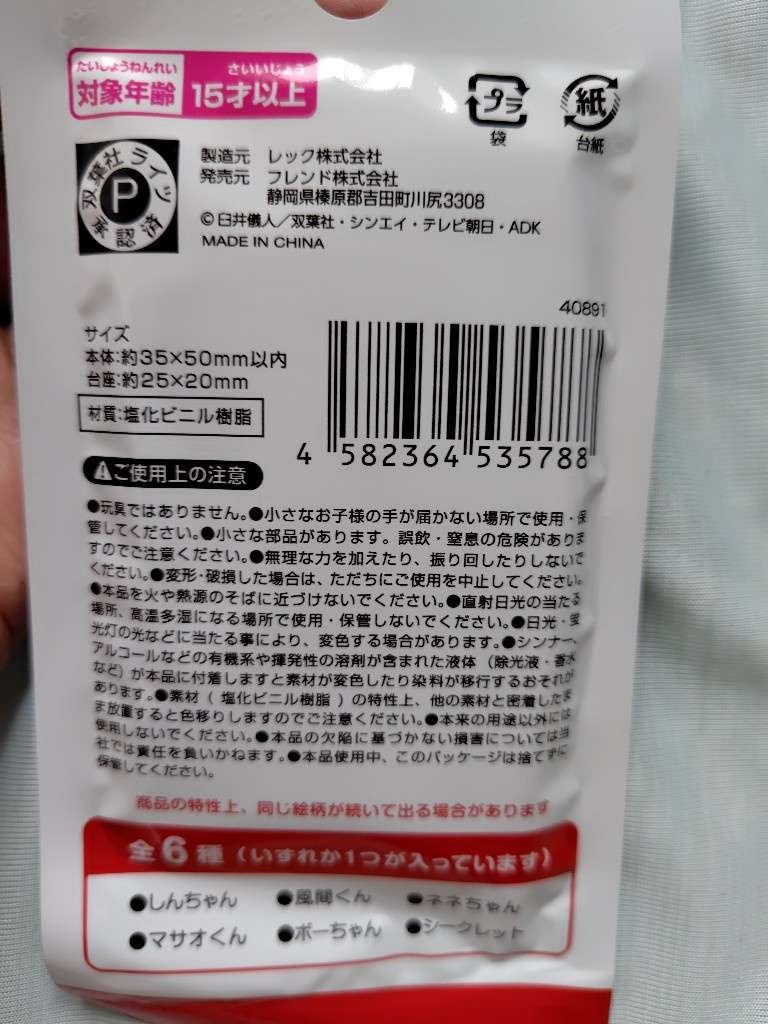 たいしょうねんれい さいいじょう
対象年齢 15才以上
プラ
袋
紙
台紙
双葉社ライツ
P
承認済
製造元 レック株式会社
発売元 フレンド株式会社
静岡県榛原郡吉田町川尻3308
©臼井儀人/双葉社・シンエイ・テレビ朝日・ADK
MADE IN CHINA
40891
サイズ
本体:約35×50mm以内
台座:約25×20mm
材質:塩化ビニル樹脂
4 582364 535788
ご使用上の注意
●玩具ではありません。●小さなお子様の手が届かない場所で使用・保
管してください。●小さな部品があります。誤飲・窒息の危険がありま
すのでご注意ください。●無理な力を加えたり、振り回したりしないで
ください。●変形・破損した場合は、ただちにご使用を中止してください。
●本品を火や熱源のそばに近づけないでください。●直射日光の当たる
場所、高温多湿になる場所で使用・保管しないでください。●日光・蛍
光灯の光などに当たる事により、変色する場合があります。●シンナー、
アルコールなどの有機系や揮発性の溶剤が含まれた液体(除光液・香水
など)が本品に付着しますと素材が変色したり染料が移行するおそれが
あります。●素材(塩化ビニル樹脂)の特性上、他の素材と密着したま
ま放置すると色移りしますのでご注意ください。●本来の用途以外には
使用しないでください。●本品の欠陥に基づかない損害については当
社では責任を負いかねます。●本品使用中、このパッケージは捨てずに
保管してください。
商品の特性上、同じ絵柄が続いて出る場合があります
全6種(いずれか1つが入っています)
●しんちゃん ●風間くん ●ネネちゃん
●マサオくん ●ボーちゃん ●シークレット